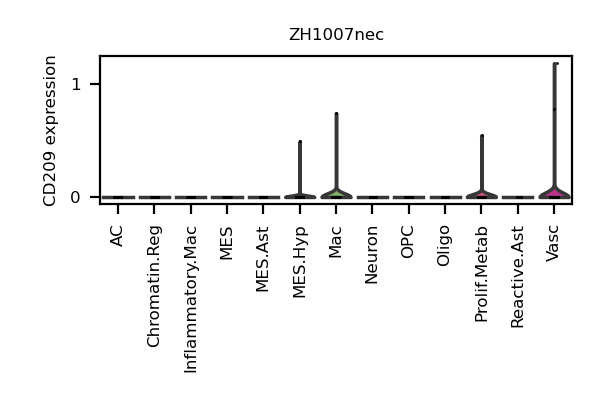 ZH1007nec
CD209 expression
1
0
AC
Chromatin.Reg
Inflammatory.Mac
MES
MES.Ast
MES.Hyp
Mac
Neuron
OPC
Oligo
Prolif.Metab
Reactive.Ast
Vasc